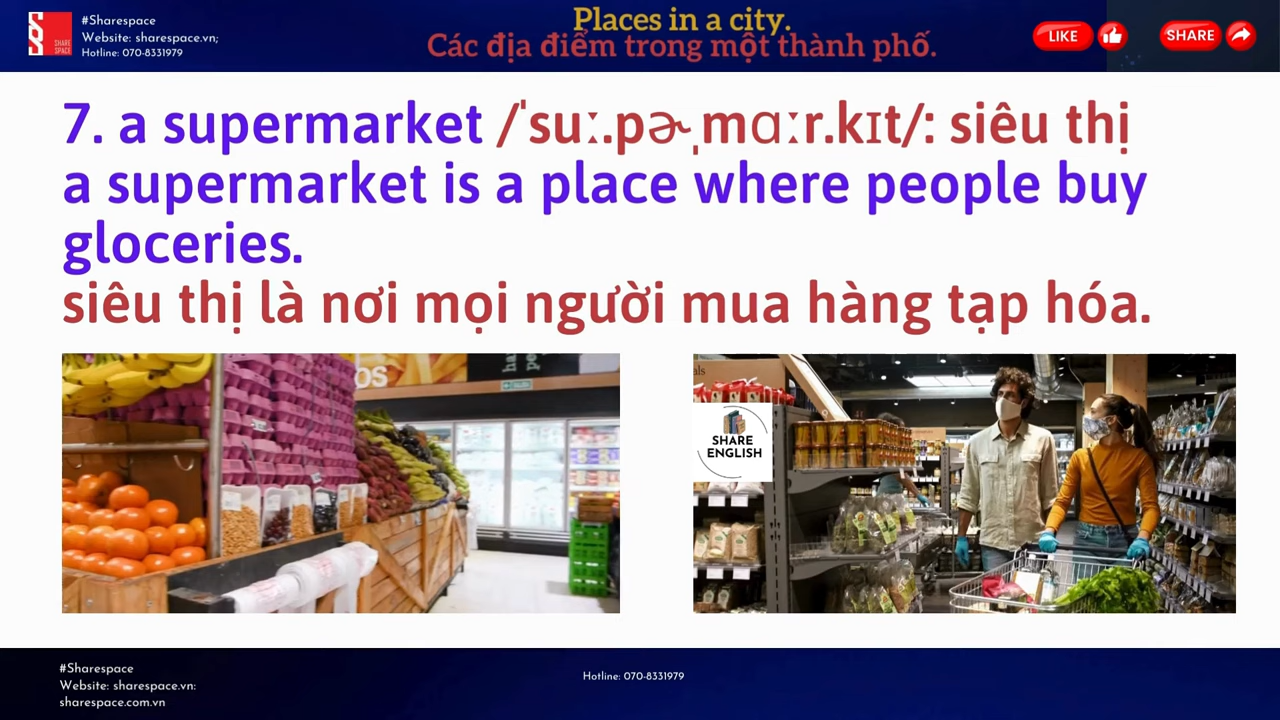 #Sharespace
Website: sharespace.vn;
Hotline: 070-8331979
SHARE
SPACE
Places in a city.
Các địa điểm trong một thành phố.
LIKE
SHARE
7. a supermarket /ˈsuː.pɚˌmɑːr.kɪt/: siêu thị
a supermarket is a place where people buy
gloceries.
siêu thị là nơi mọi người mua hàng tạp hóa.
SHARE
ENGLISH
#Sharespace
Website: sharespace.vn:
sharespace.com.vn
Hotline: 070-8331979